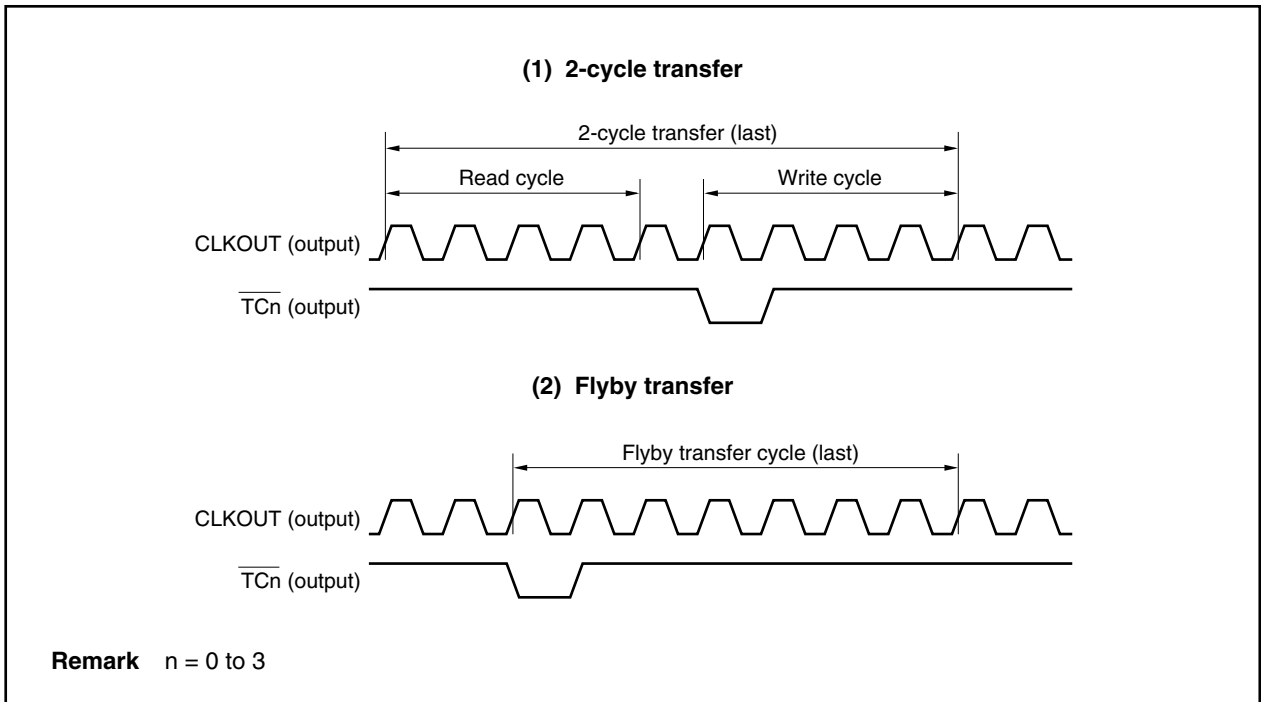 (1) 2-cycle transfer
2-cycle transfer (last)
Read cycle
Write cycle
CLKOUT (output)
TCn (output)
(2) Flyby transfer
Flyby transfer cycle (last)
CLKOUT (output)
TCn (output)
Remark n = 0 to 3